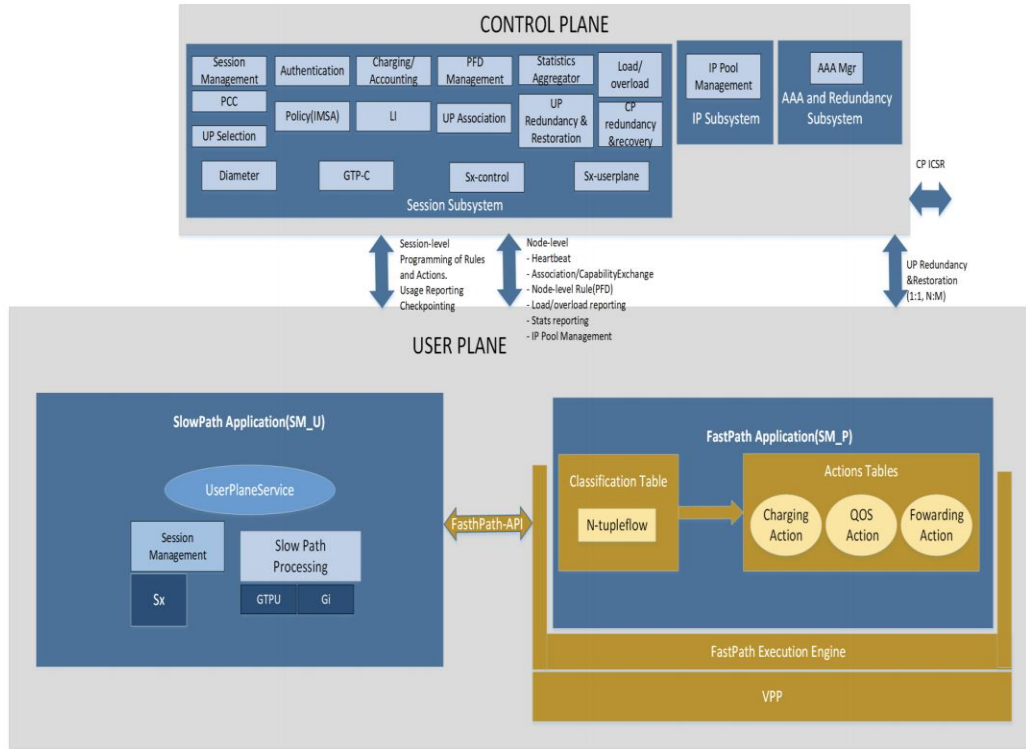 CONTROL PLANE
Session
Management
Authentication
Charging/
Accounting
PFD
Management
Statistics
Aggregator
Load/
overload
PCC
Policy(IMSA)
LI
UP Association
UP
Redundancy &
Restoration
CP
redundancy
&recovery
UP Selection
Diameter
GTP-C
Sx-control
Sx-userplane
Session Subsystem
IP Pool
Management
IP Subsystem
AAA Mgr
AAA and Redundancy
Subsystem
CP ICSR
Session-level
Programming of Rules
and Actions.
Usage Reporting
Checkpointing
Node-level
- Heartbeat
- Association/CapabilityExchange
- Node-level Rule(PFD)
- Load/overload reporting
- Stats reporting
- IP Pool Management
UP Redundancy
&Restoration
(1:1, N:M)
USER PLANE
SlowPath Application(SM_U)
UserPlaneService
Session
Management
Sx
Slow Path
Processing
GTPU
Gi
FasthPath-API
FastPath Application(SM_P)
Classification Table
N-tupleflow
Actions Tables
Charging
Action
QOS
Action
Fowarding
Action
FastPath Execution Engine
VPP